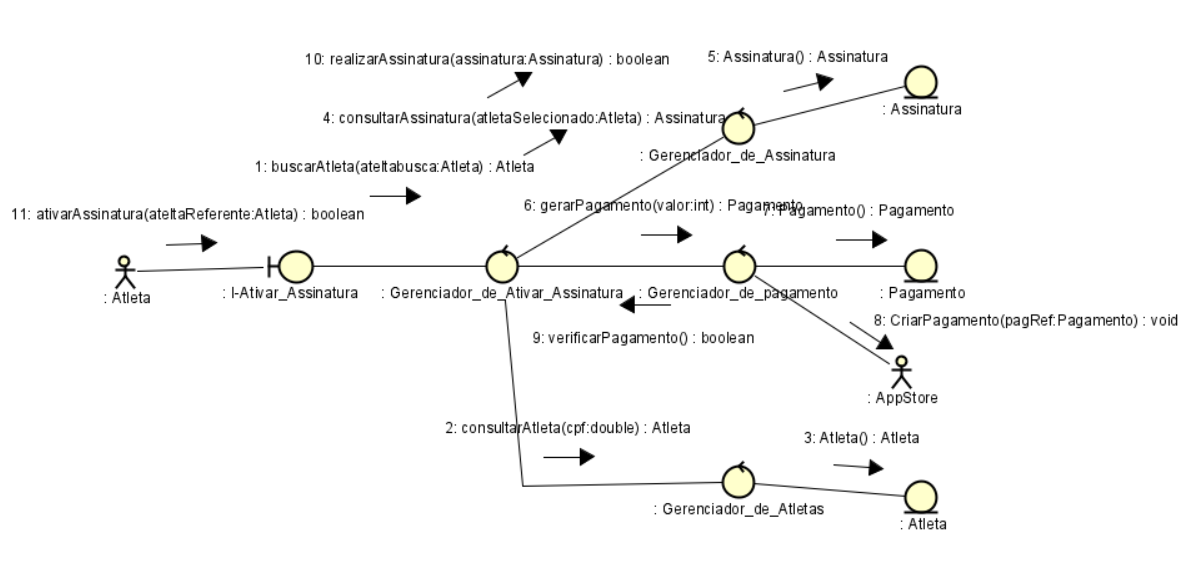 10: realizarAssinatura(assinatura:Assinatura) : boolean
5: Assinatura() : Assinatura
: Assinatura
4: consultarAssinatura(atletaSelecionado:Atleta) : Assinatura
: Gerenciador_de_Assinatura
1: buscarAtleta(ateltabusca:Atleta) : Atleta
11: ativarAssinatura(ateltaReferente:Atleta) : boolean
6: gerarPagamento(valor:int) : Pagamento
7: Pagamento() : Pagamento
: Atleta
: I-Ativar_Assinatura
: Gerenciador_de_Ativar_Assinatura
: Gerenciador_de_pagamento
: Pagamento
8: CriarPagamento(pagRef:Pagamento) : void
9: verificarPagamento() : boolean
: AppStore
2: consultarAtleta(cpf:double) : Atleta
3: Atleta() : Atleta
: Gerenciador_de_Atletas
: Atleta